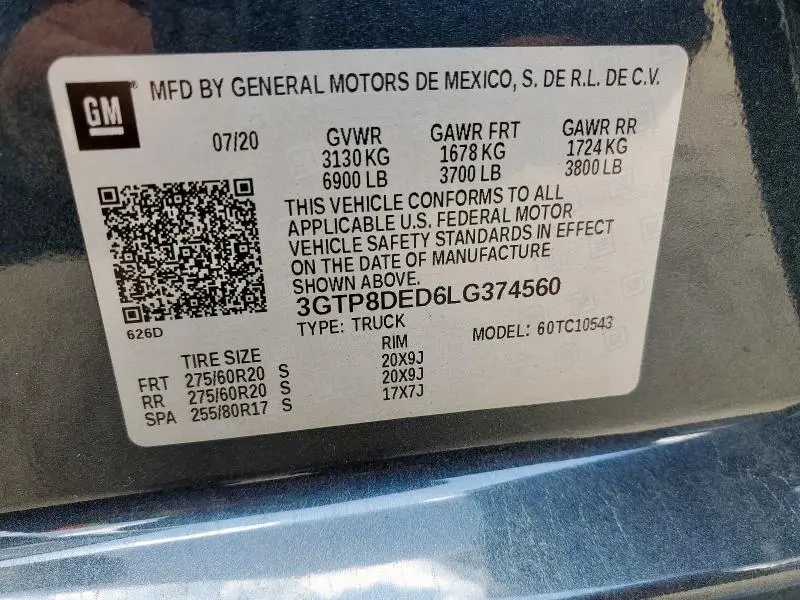 GM
MFD BY GENERAL MOTORS DE MEXICO, S. DE R.L. DE C.V.
07/20 GVWR GAWR FRT GAWR RR
3130 KG 1678 KG 1724 KG
6900 LB 3700 LB 3800 LB
THIS VEHICLE CONFORMS TO ALL
APPLICABLE U.S. FEDERAL MOTOR
VEHICLE SAFETY STANDARDS IN EFFECT
ON THE DATE OF MANUFACTURE
SHOWN ABOVE.
3GTP8DED6LG374560
626D
TYPE: TRUCK MODEL: 60TC10543
TIRE SIZE RIM
FRT 275/60R20 S 20X9J
RR 275/60R20 S 20X9J
SPA 255/80R17 S 17X7J